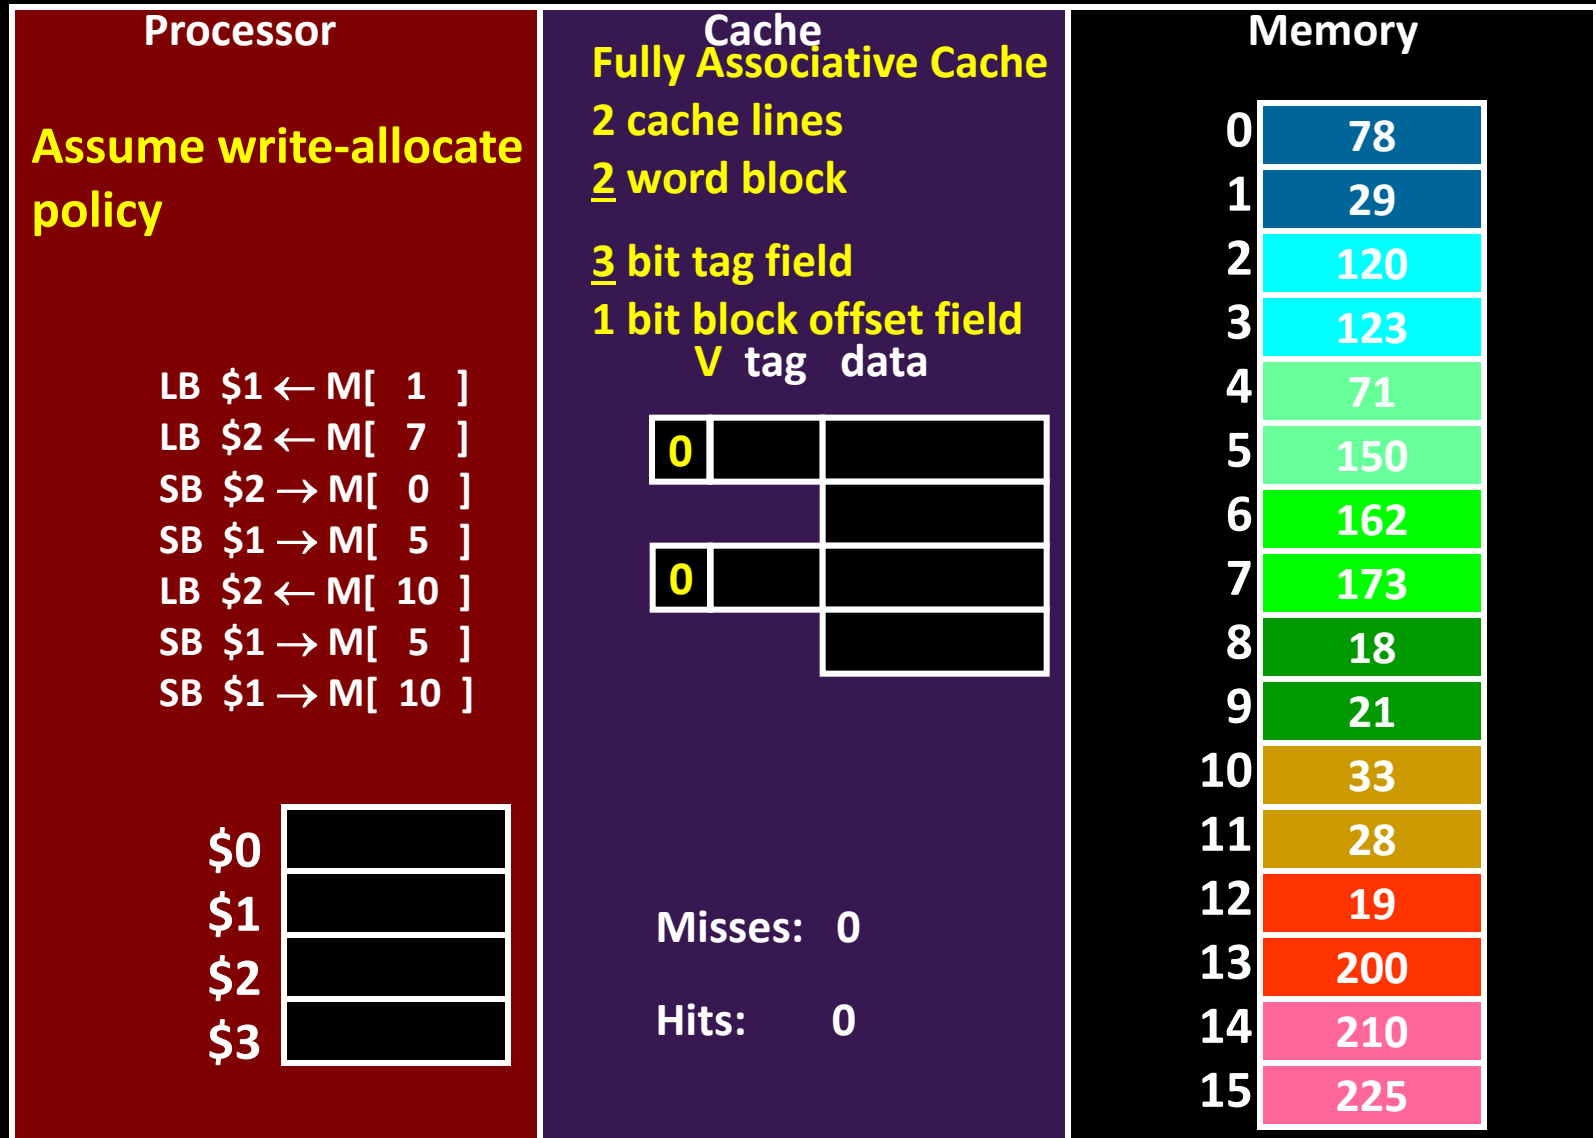 Processor
Assume write-allocate
policy
LB $1 ← M[ 1 ]
LB $2 ← M[ 7 ]
SB $2 → M[ 0 ]
SB $1 → M[ 5 ]
LB $2 ← M[ 10 ]
SB $1 → M[ 5 ]
SB $1 → M[ 10 ]
$0
$1
$2
$3
Cache
Fully Associative Cache
2 cache lines
2 word block
3 bit tag field
1 bit block offset field
V tag data
0
0
Misses: 0
Hits: 0
Memory
0 78
1 29
2 120
3 123
4 71
5 150
6 162
7 173
8 18
9 21
10 33
11 28
12 19
13 200
14 210
15 225